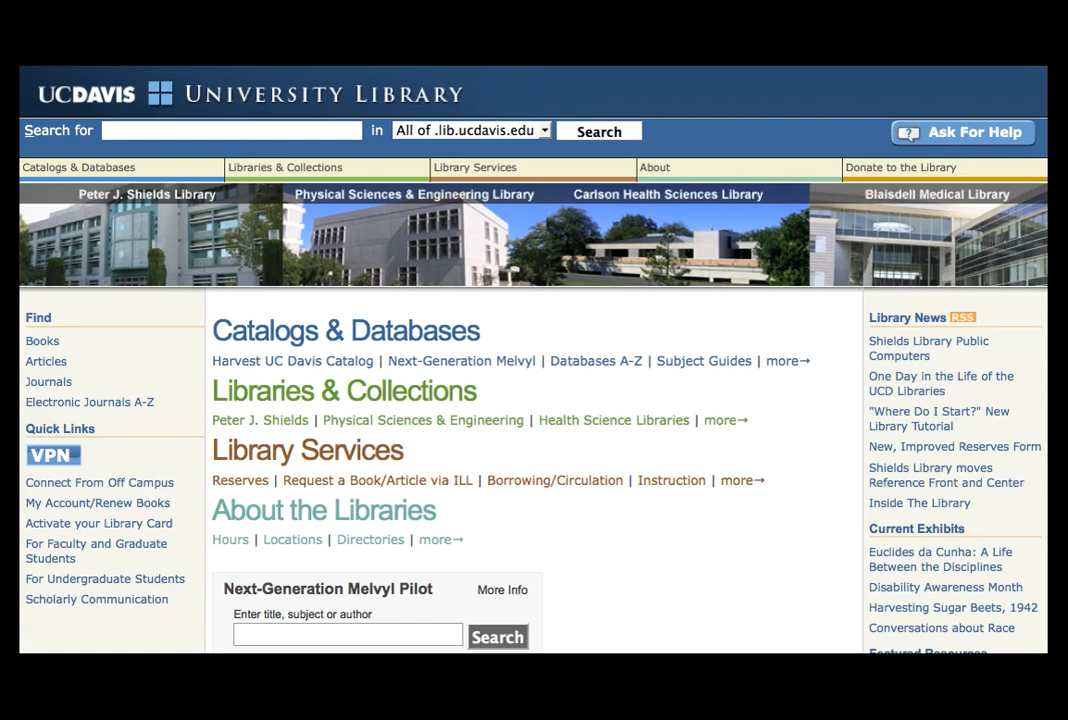 UCDAVIS UNIVERSITY LIBRARY
Search for in All of .lib.ucdavis.edu Search Ask For Help
Catalogs & Databases Libraries & Collections Library Services About Donate to the Library
Peter J. Shields Library Physical Sciences & Engineering Library Carlson Health Sciences Library Blaisdell Medical Library
Find
Books
Articles
Journals
Electronic Journals A-Z
Quick Links
VPN
Connect From Off Campus
My Account/Renew Books
Activate your Library Card
For Faculty and Graduate
Students
For Undergraduate Students
Scholarly Communication
Catalogs & Databases
Harvest UC Davis Catalog | Next-Generation Melvyl | Databases A-Z | Subject Guides | more→
Libraries & Collections
Peter J. Shields | Physical Sciences & Engineering | Health Science Libraries | more→
Library Services
Reserves | Request a Book/Article via ILL | Borrowing/Circulation | Instruction | more→
About the Libraries
Hours | Locations | Directories | more→
Next-Generation Melvyl Pilot More Info
Enter title, subject or author
Search
Library News RSS
Shields Library Public
Computers
One Day in the Life of the
UCD Libraries
"Where Do I Start?" New
Library Tutorial
New, Improved Reserves Form
Shields Library moves
Reference Front and Center
Inside The Library
Current Exhibits
Euclides da Cunha: A Life
Between the Disciplines
Disability Awareness Month
Harvesting Sugar Beets, 1942
Conversations about Race
Featured Resources